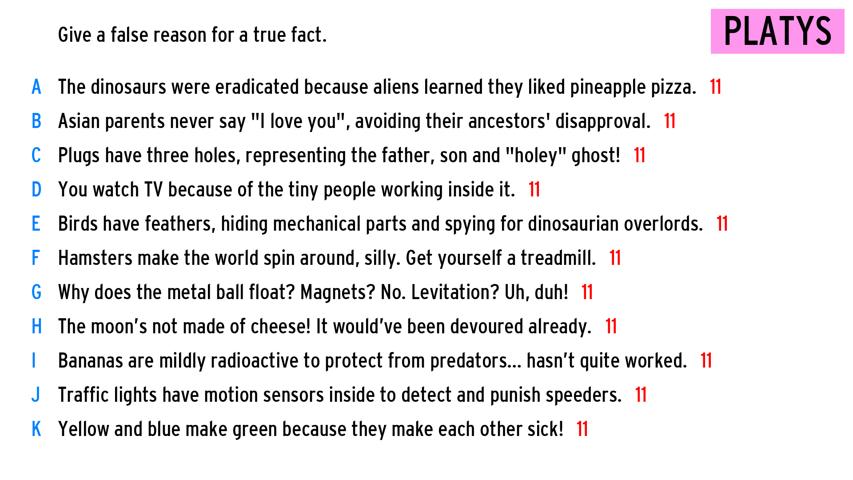 Give a false reason for a true fact.
PLATYS
A The dinosaurs were eradicated because aliens learned they liked pineapple pizza. 11
B Asian parents never say "I love you", avoiding their ancestors' disapproval. 11
C Plugs have three holes, representing the father, son and "holey" ghost! 11
D You watch TV because of the tiny people working inside it. 11
E Birds have feathers, hiding mechanical parts and spying for dinosaurian overlords. 11
F Hamsters make the world spin around, silly. Get yourself a treadmill. 11
G Why does the metal ball float? Magnets? No. Levitation? Uh, duh! 11
H The moon’s not made of cheese! It would’ve been devoured already. 11
I Bananas are mildly radioactive to protect from predators... hasn’t quite worked. 11
J Traffic lights have motion sensors inside to detect and punish speeders. 11
K Yellow and blue make green because they make each other sick! 11